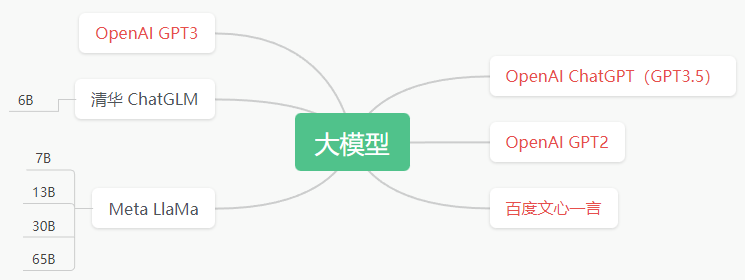 OpenAI GPT3
清华 ChatGLM
6B
Meta LlaMa
7B
13B
30B
65B
大模型
OpenAI ChatGPT（GPT3.5）
OpenAI GPT2
百度文心一言